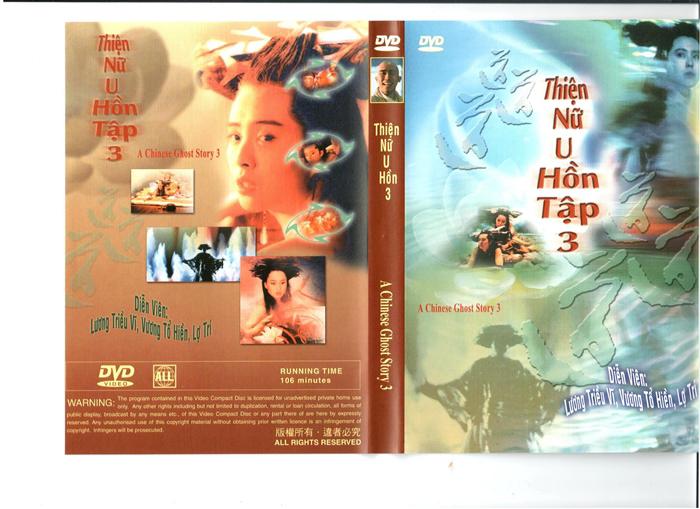 Thiện
Nữ
U
Hồn
Tập
3
A Chinese Ghost Story 3
Diễn Viên:
Lương Triều Vĩ, Vương Tổ Hiền, Lợ Trí
DVD
VIDEO
ALL
RUNNING TIME
106 minutes
WARNING: The program contained in this Video Compact Disc is licensed for unadvertised private home use
only. Any other rights including but not limited to duplication, rental or loan circulation, all forms of
public display, broadcast by any means etc., of this Compact Disc or any part there of are here by expressly
reserved. Any unauthorised use of this copyright material without obtaining prior written licence is an infringement of
copyright. Infringers will be prosecuted.
版權所有·違者必究
ALL RIGHTS RESERVED
DVD
Thiện
Nữ
U
Hồn
3
A Chinese Ghost Story 3
DVD
Thiện
Nữ
U
Hồn
Tập
3
A Chinese Ghost Story 3
Diễn Viên:
Lương Triều Vĩ, Vương Tổ Hiền, Lợ Trí